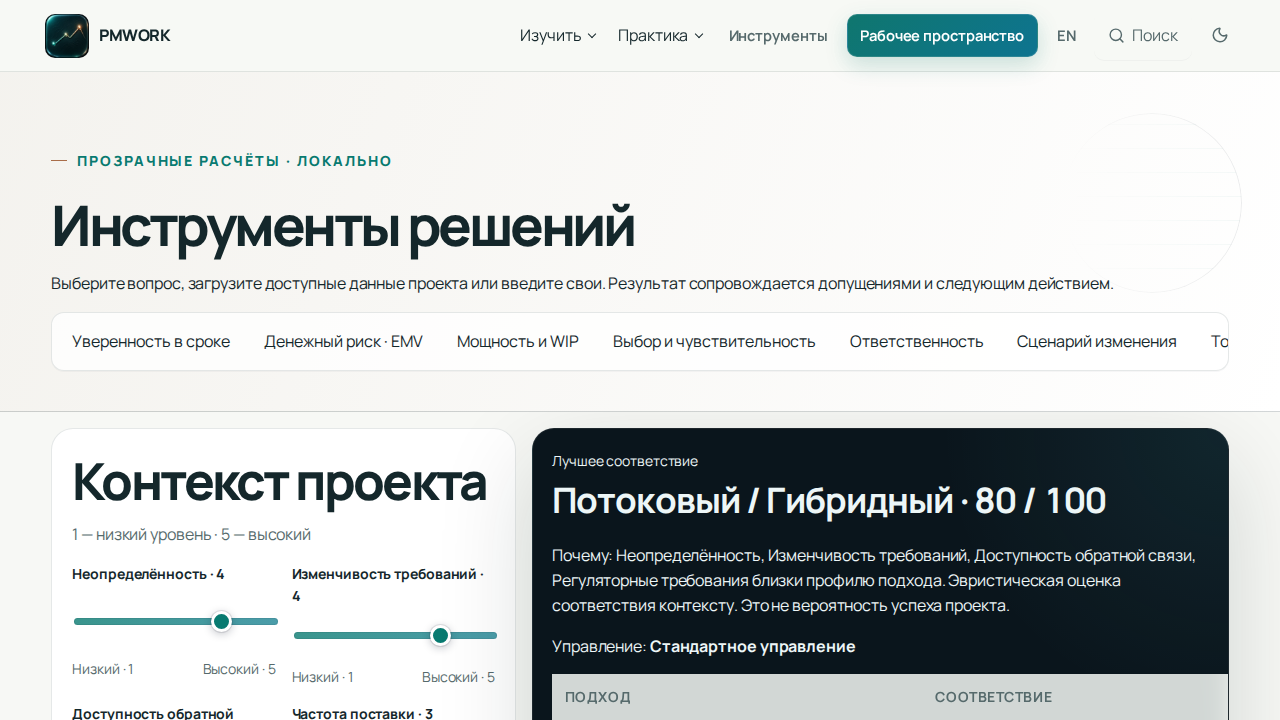 PMWORK
Изучить
Практика
Инструменты
Рабочее пространство
EN
Поиск
ПРОЗРАЧНЫЕ РАСЧЁТЫ · ЛОКАЛЬНО
Инструменты решений
Выберите вопрос, загрузите доступные данные проекта или введите свои. Результат сопровождается допущениями и следующим действием.
Уверенность в сроке
Денежный риск · EMV
Мощность и WIP
Выбор и чувствительность
Ответственность
Сценарий изменения
То
Контекст проекта
1 — низкий уровень · 5 — высокий
Неопределённость · 4
Низкий · 1
Высокий · 5
Изменчивость требований ·
4
Низкий · 1
Высокий · 5
Доступность обратной
Частота поставки · 3
Лучшее соответствие
Потоковый / Гибридный · 80 / 100
Почему: Неопределённость, Изменчивость требований, Доступность обратной связи,
Регуляторные требования близки профилю подхода. Эвристическая оценка
соответствия контексту. Это не вероятность успеха проекта.
Управление: Стандартное управление
ПОДХОД
СООТВЕТСТВИЕ